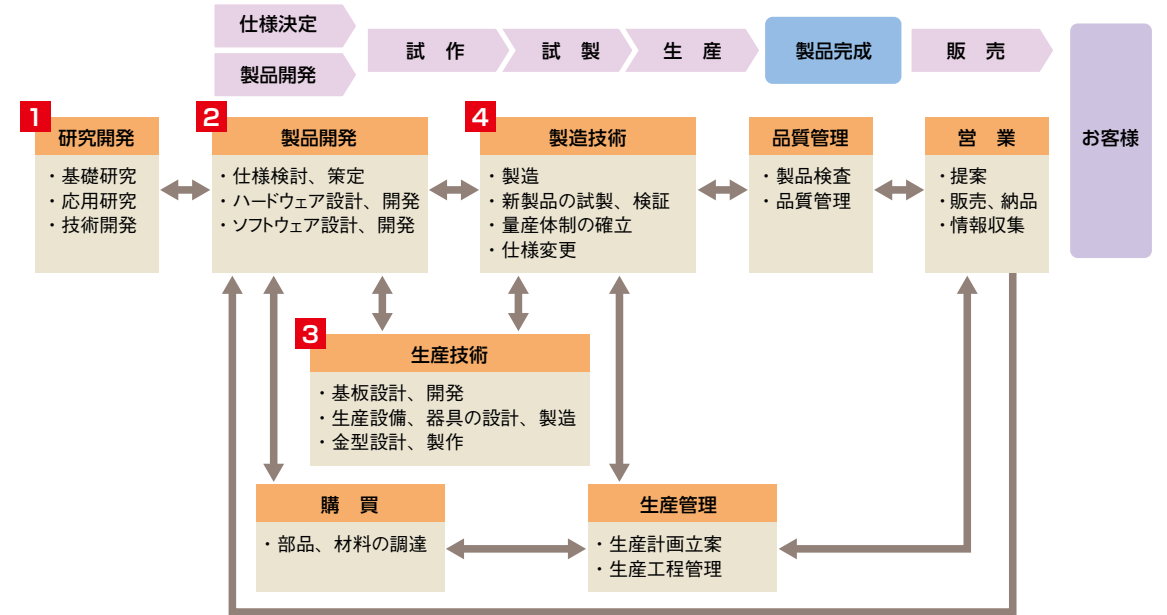 仕様決定
製品開発
試　作
試　製
生　産
製品完成
販　売
お客様
1
研究開発
・基礎研究
・応用研究
・技術開発
2
製品開発
・仕様検討、策定
・ハードウェア設計、開発
・ソフトウェア設計、開発
4
製造技術
・製造
・新製品の試製、検証
・量産体制の確立
・仕様変更
品質管理
・製品検査
・品質管理
営　業
・提案
・販売、納品
・情報収集
3
生産技術
・基板設計、開発
・生産設備、器具の設計、製造
・金型設計、製作
購　買
・部品、材料の調達
生産管理
・生産計画立案
・生産工程管理